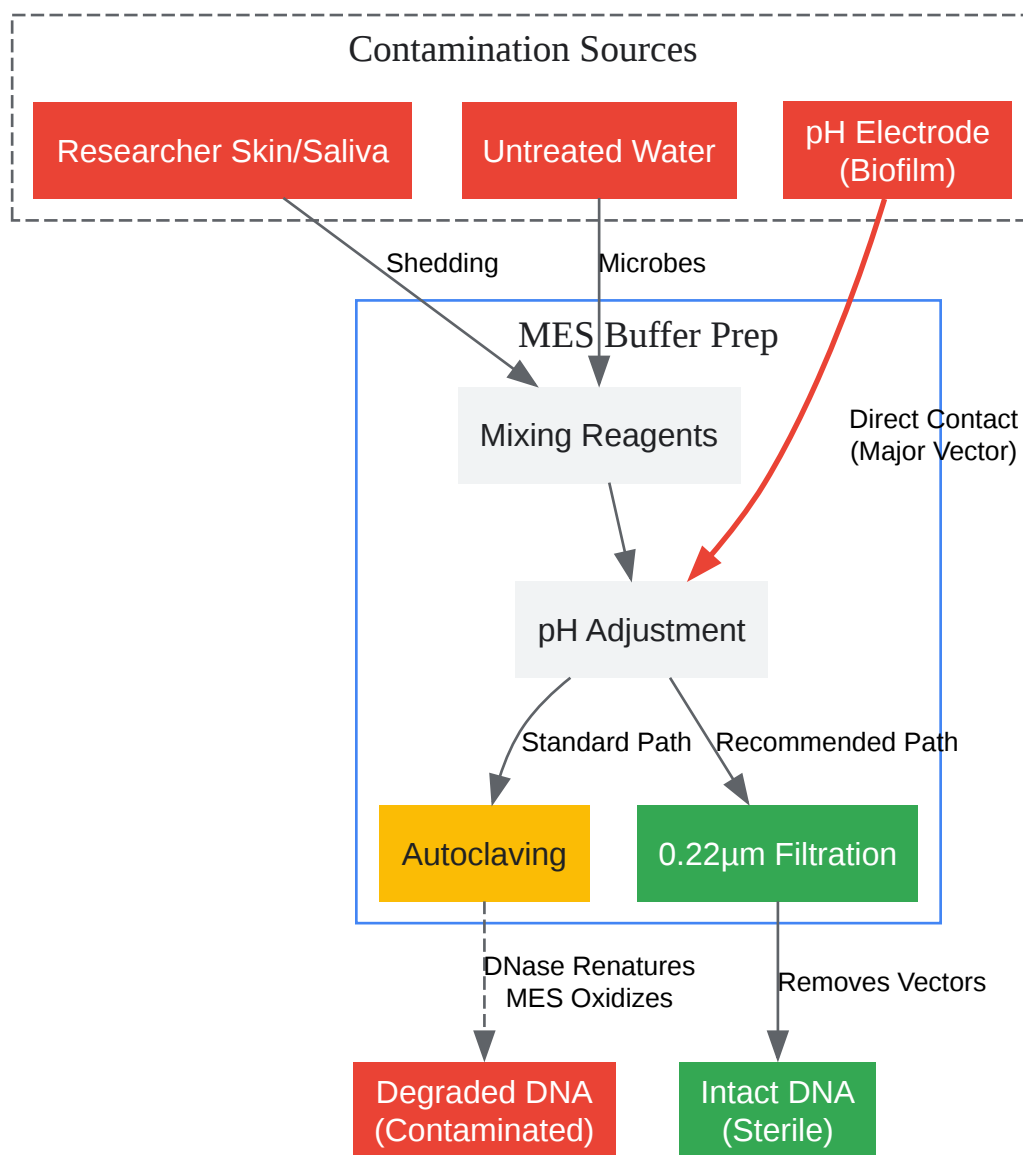 Contamination Sources
Researcher Skin/Saliva
Untreated Water
pH Electrode
(Biofilm)
Shedding
Microbes
MES Buffer Prep
Mixing Reagents
Direct Contact
(Major Vector)
pH Adjustment
Standard Path
Recommended Path
Autoclaving
0.22µm Filtration
DNase Renatures
MES Oxidizes
Removes Vectors
Degraded DNA
(Contaminated)
Intact DNA
(Sterile)